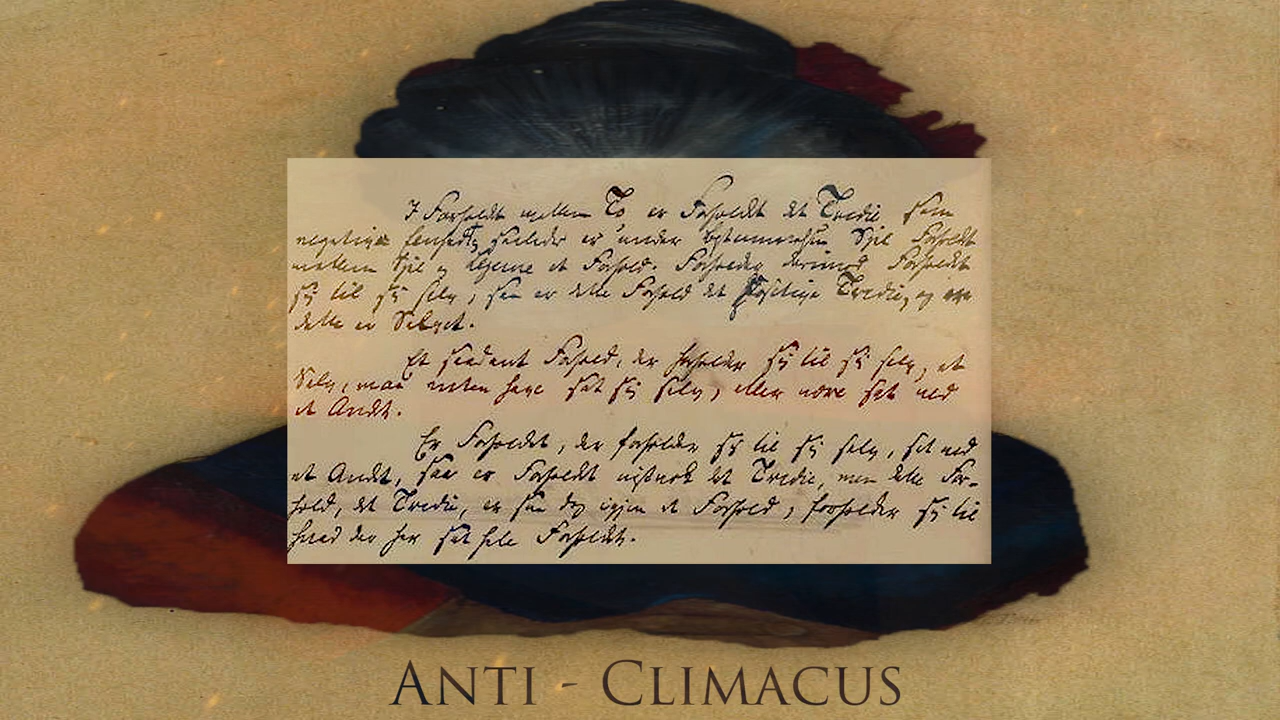 I Forholdet mellem To er Forholdet det Tredie som
negativ Eenhed, saaledes er under Bestemmelsen Sjel Forholdet
mellem Sjel og Legeme et Forhold. Forholder derimod Forholdet
sig til sig selv, saa er dette Forhold det positive Tredie, og
dette er Selvet.
Et saadant Forhold, der forholder sig til sig selv, et
Selv, maa enten have sat sig selv, eller være sat ved
et Andet.
Er Forholdet, der forholder sig til sig selv, sat ved
et Andet, saa er Forholdet vistnok det Tredie, men dette For-
hold, det Tredie, er saa dog igjen et Forhold, forholder sig til
hvad der har sat hele Forholdet.
ANTI - CLIMACUS